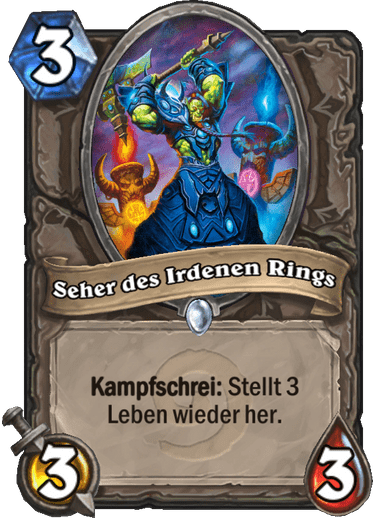 3
Seher des Irdenen Rings
Kampfschrei: Stellt 3
Leben wieder her.
3
3